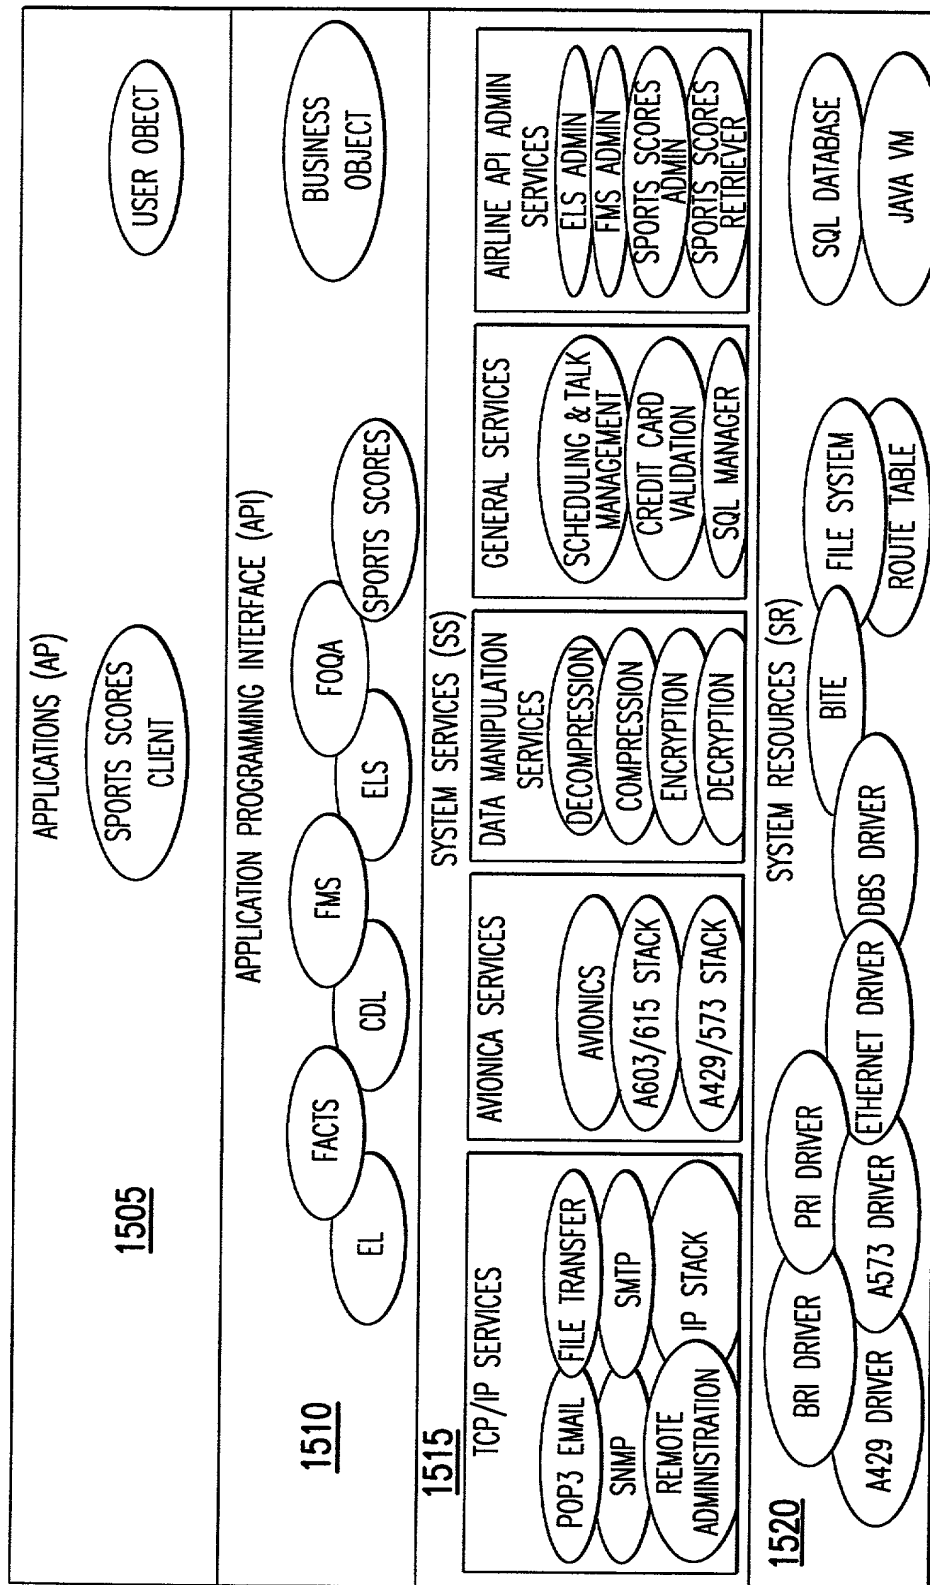 APPLICATIONS (AP)
1505
SPORTS SCORES
CLIENT
USER OBECT
APPLICATION PROGRAMMING INTERFACE (API)
1510
EL
FACTS
CDL
FMS
ELS
FOQA
SPORTS SCORES
BUSINESS
OBJECT
1515
SYSTEM SERVICES (SS)
TCP/IP SERVICES
POP3 EMAIL
FILE TRANSFER
SNMP
SMTP
REMOTE
ADMINISTRATION
IP STACK
AVIONICA SERVICES
AVIONICS
A603/615 STACK
A429/573 STACK
DATA MANIPULATION
SERVICES
DECOMPRESSION
COMPRESSION
ENCRYPTION
DECRYPTION
GENERAL SERVICES
SCHEDULING & TALK
MANAGEMENT
CREDIT CARD
VALIDATION
SQL MANAGER
AIRLINE API ADMIN
SERVICES
ELS ADMIN
FMS ADMIN
SPORTS SCORES
ADMIN
SPORTS SCORES
RETRIEVER
1520
SYSTEM RESOURCES (SR)
BRI DRIVER
A429 DRIVER
PRI DRIVER
A573 DRIVER
ETHERNET DRIVER
DBS DRIVER
BITE
FILE SYSTEM
ROUTE TABLE
SQL DATABASE
JAVA VM